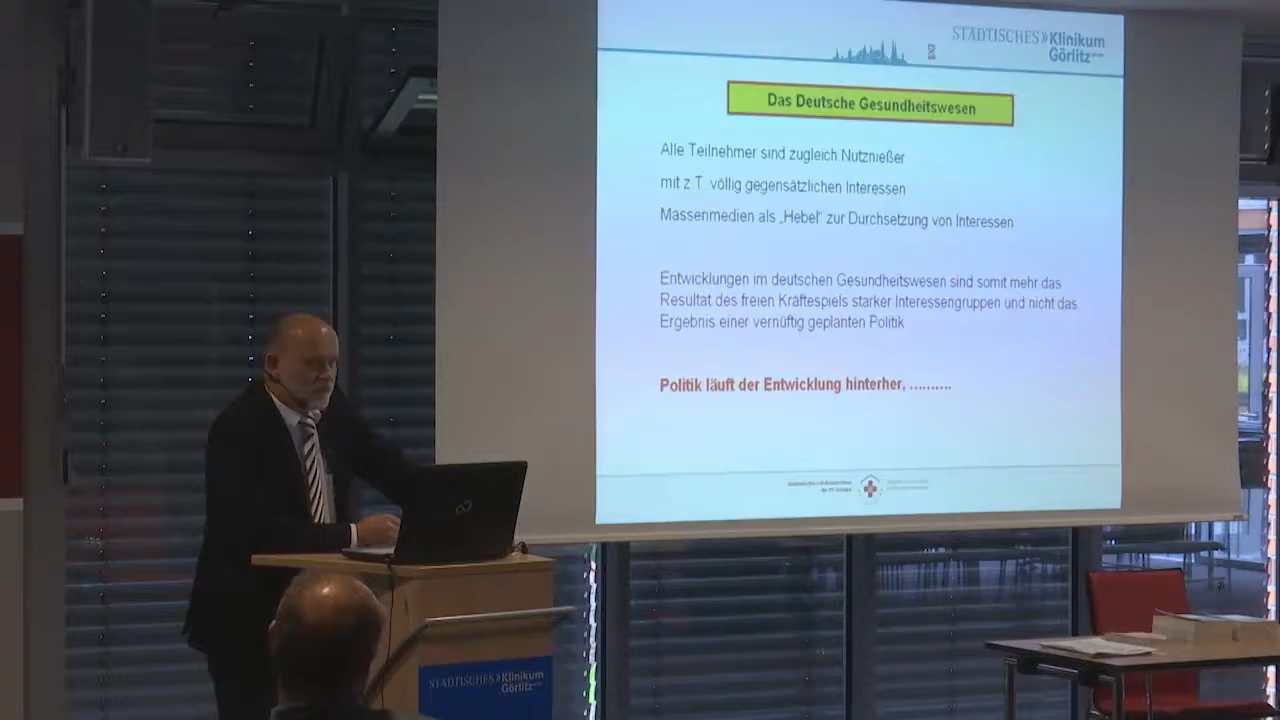 STÄDTISCHES»Klinikum
Görlitz
Das Deutsche Gesundheitswesen
Alle Teilnehmer sind zugleich Nutznießer
mit z.T. völlig gegensätzlichen Interessen
Massenmedien als „Hebel“ zur Durchsetzung von Interessen
Entwicklungen im deutschen Gesundheitswesen sind somit mehr das
Resultat des freien Kräftespiels starker Interessengruppen und nicht das
Ergebnis einer vernüftig geplanten Politik
Politik läuft der Entwicklung hinterher, ..........
STÄDTISCHES»Klinikum
Görlitz